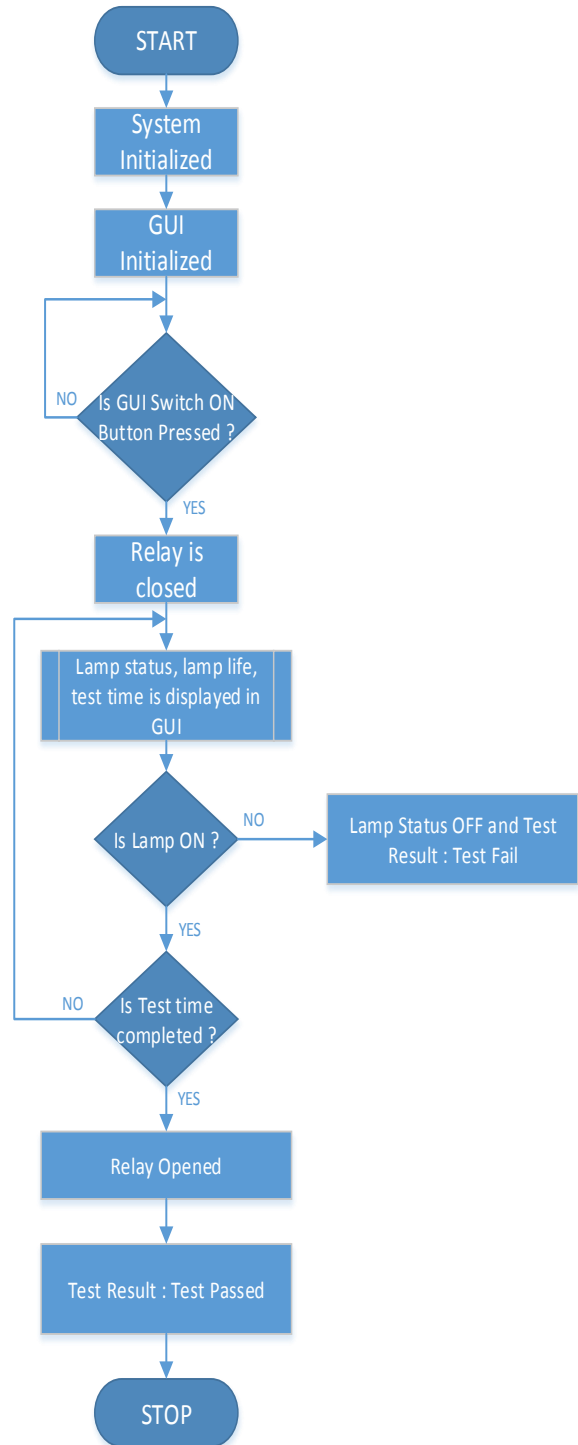 START
System
Initialized
GUI
Initialized
NO
Is GUI Switch ON
Button Pressed ?
YES
Relay is
closed
Lamp status, lamp life,
test time is displayed in
GUI
Is Lamp ON ?
NO
Lamp Status OFF and Test
Result : Test Fail
YES
NO
Is Test time
completed ?
YES
Relay Opened
Test Result : Test Passed
STOP